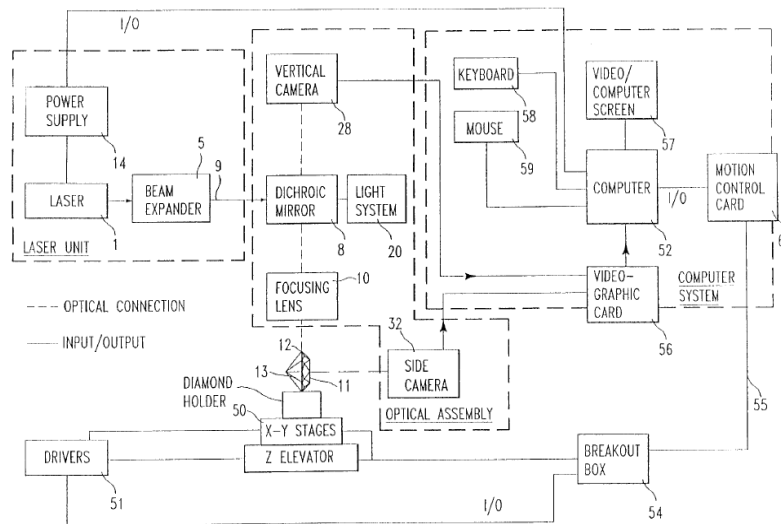 I/O
POWER
SUPPLY
14
LASER
1
LASER UNIT
5
BEAM
EXPANDER
9
VERTICAL
CAMERA
28
DICHROIC
MIRROR
8
LIGHT
SYSTEM
20
10
FOCUSING
LENS
KEYBOARD
58
MOUSE
59
VIDEO/
COMPUTER
SCREEN
57
COMPUTER
52
I/O
MOTION
CONTROL
CARD
VIDEO-
GRAPHIC
CARD
56
COMPUTER
SYSTEM
OPTICAL CONNECTION
INPUT/OUTPUT
12
13
11
32
SIDE
CAMERA
OPTICAL ASSEMBLY
DIAMOND
HOLDER
50
X-Y STAGES
Z ELEVATOR
DRIVERS
51
I/O
BREAKOUT
BOX
54
55